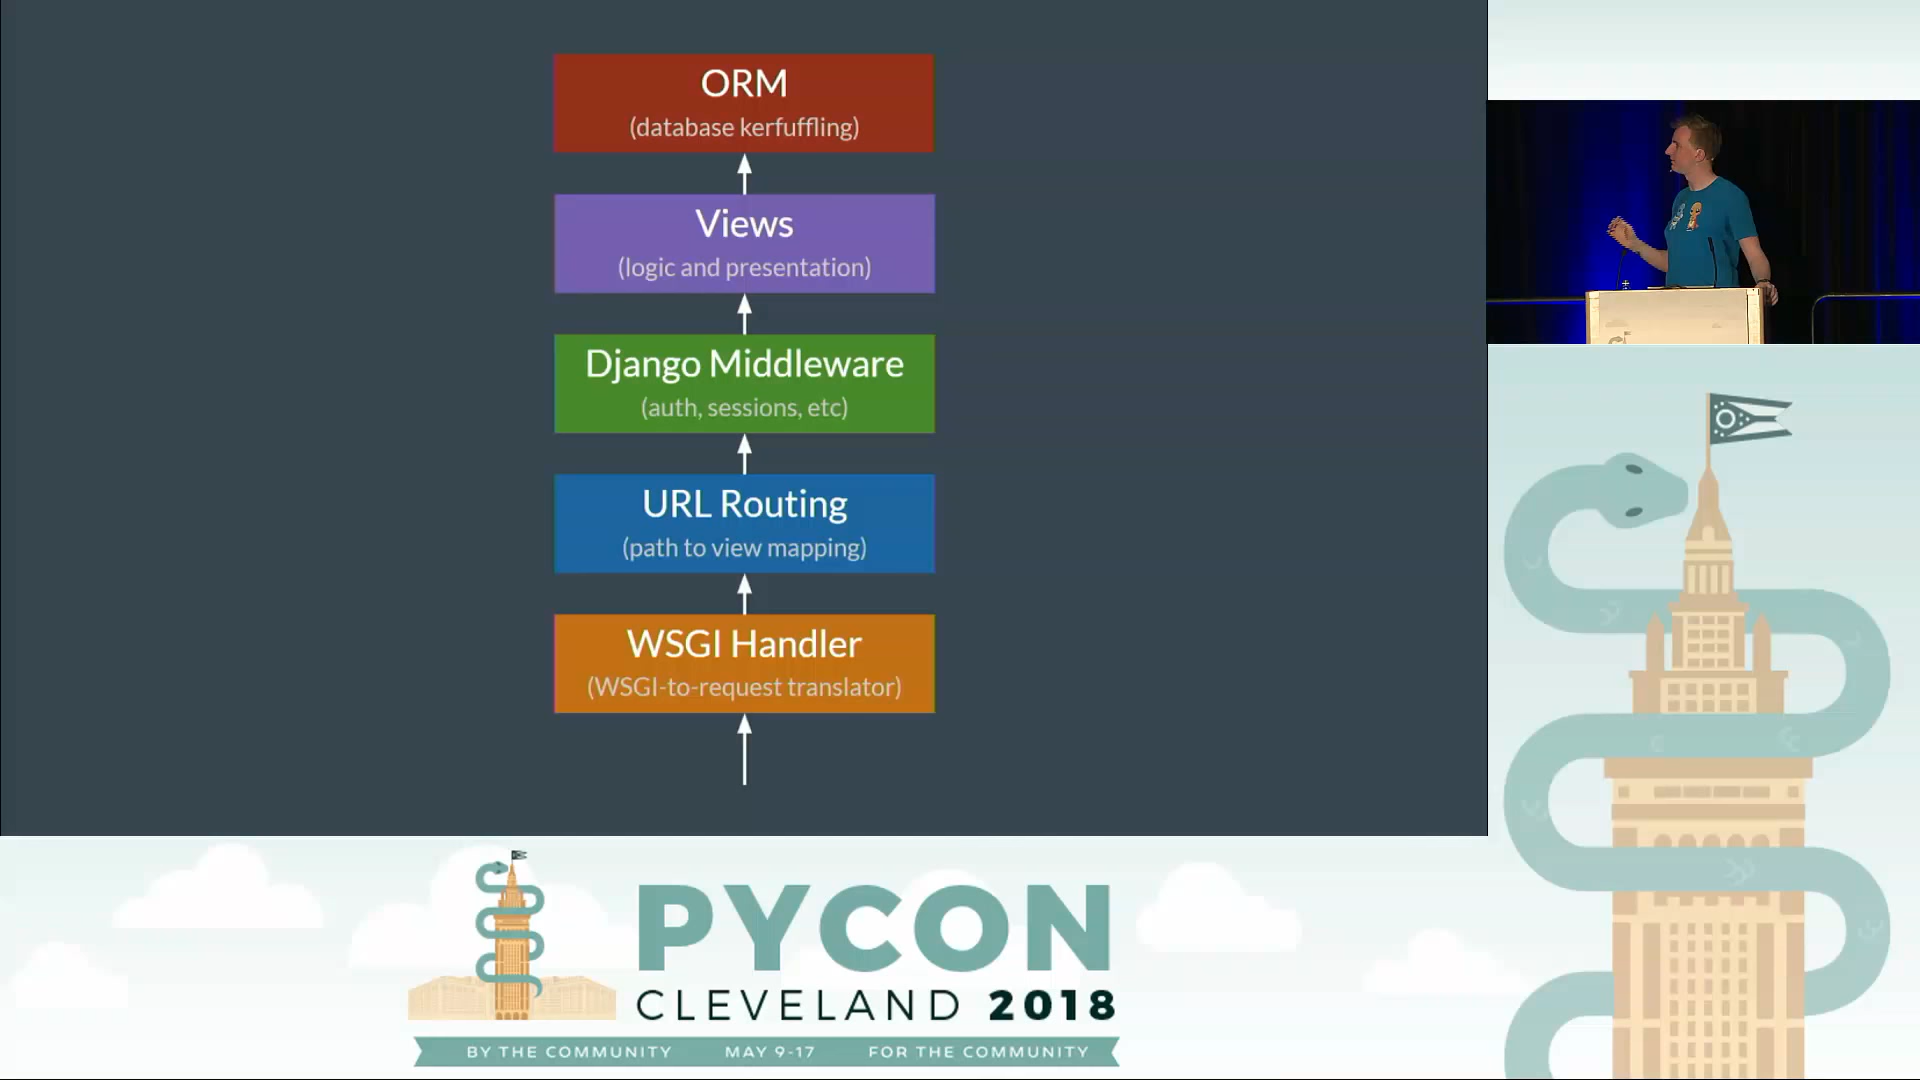 ORM
(database kerfuffling)
Views
(logic and presentation)
Django Middleware
(auth, sessions, etc)
URL Routing
(path to view mapping)
WSGI Handler
(WSGI-to-request translator)
PYCON
CLEVELAND 2018
BY THE COMMUNITY MAY 9-17 FOR THE COMMUNITY